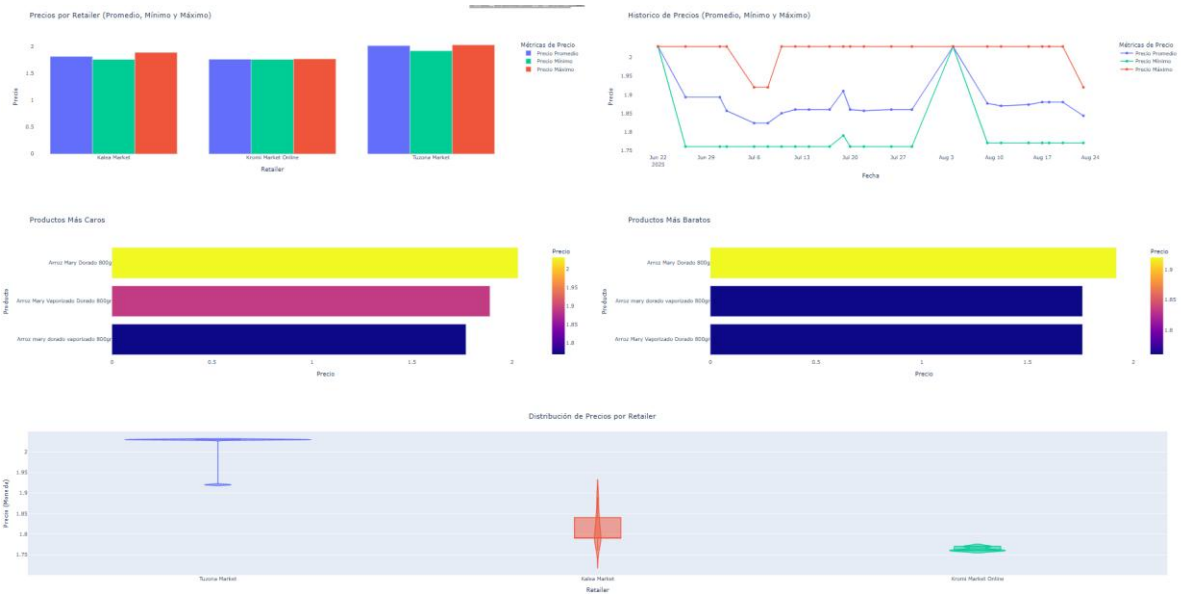 Precios por Retailer (Promedio, Mínimo y Máximo)
Precio
2
1.5
1
0.5
0
Kalea Market
Kromi Market Online
Tuzona Market
Retailer
Métricas de Precio
Precio Promedio
Precio Mínimo
Precio Máximo
Historico de Precios (Promedio, Mínimo y Máximo)
Precio
2
1.95
1.9
1.85
1.8
1.75
Jun 22
2025
Jun 29
Jul 6
Jul 13
Jul 20
Jul 27
Aug 3
Aug 10
Aug 17
Aug 24
Fecha
Métricas de Precio
Precio Promedio
Precio Mínimo
Precio Máximo
Productos Más Caros
Producto
Arroz Mary Dorado 800g
Arroz Mary Vaporizado Dorado 800gr
Arroz mary dorado vaporizado 800gr
0
0.5
1
1.5
2
Precio
Precio
2
1.95
1.9
1.85
1.8
Productos Más Baratos
Producto
Arroz Mary Dorado 800g
Arroz mary dorado vaporizado 800gr
Arroz Mary Vaporizado Dorado 800gr
0
0.5
1
1.5
2
Precio
Precio
1.9
1.85
1.8
Distribución de Precios por Retailer
Precio (Moneda)
2
1.95
1.9
1.85
1.8
1.75
Tuzona Market
Kalea Market
Kromi Market Online
Retailer